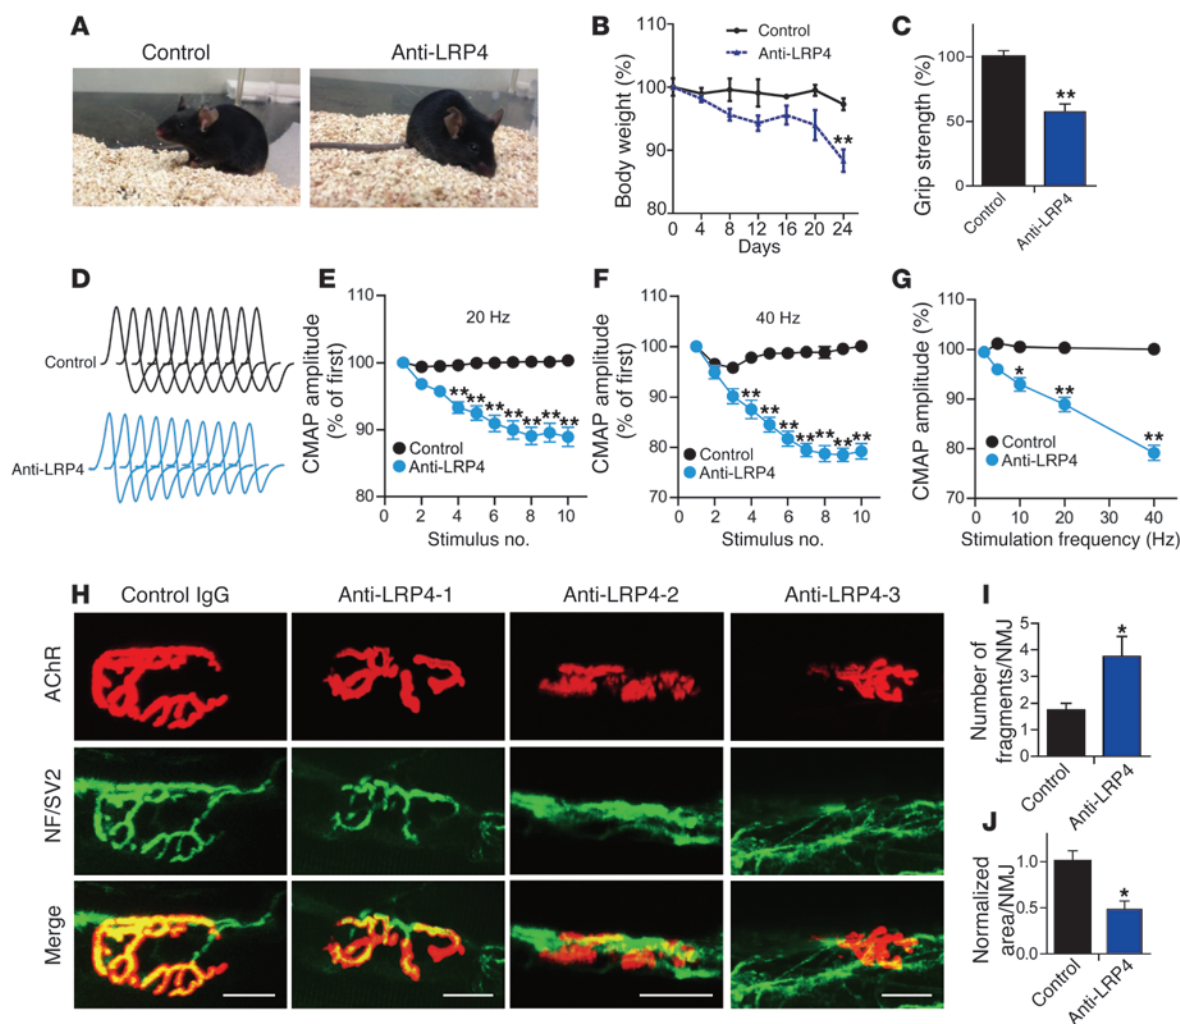 A
Control
Anti-LRP4
B
110
100
90
80
Body weight (%)
Control
Anti-LRP4
**
0 4 8 12 16 20 24
Days
C
100
50
0
Grip strength (%)
**
Control
Anti-LRP4
D
Control
Anti-LRP4
E
110
100
90
80
CMAP amplitude
(% of first)
20 Hz
** ** ** ** ** ** **
Control
Anti-LRP4
0 2 4 6 8 10
Stimulus no.
F
110
100
90
80
70
CMAP amplitude
(% of first)
40 Hz
** ** ** ** ** ** **
Control
Anti-LRP4
0 2 4 6 8 10
Stimulus no.
G
110
100
90
80
70
CMAP amplitude (%)
* ** **
Control
Anti-LRP4
0 10 20 30 40
Stimulation frequency (Hz)
H
Control IgG
Anti-LRP4-1
Anti-LRP4-2
Anti-LRP4-3
AChR
NF/SV2
Merge
I
5
4
3
2
1
0
Number of
fragments/NMJ
*
Control
Anti-LRP4
J
1.0
0.5
0.0
Normalized
area/NMJ
*
Control
Anti-LRP4